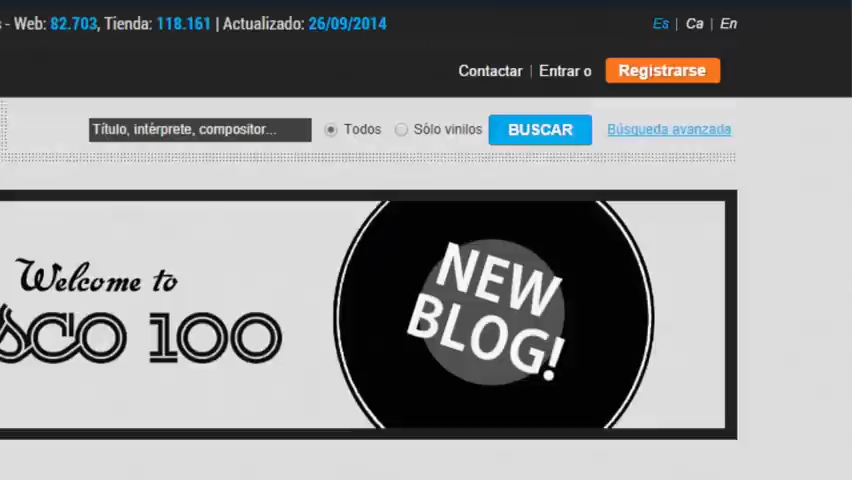 - Web: 82.703, Tienda: 118.161 | Actualizado: 26/09/2014
Es | Ca | En
Contactar | Entrar o Registrarse
Título, intérprete, compositor... Todos Sólo vinilos BUSCAR Búsqueda avanzada
Welcome to
SCO 100
NEW
BLOG!